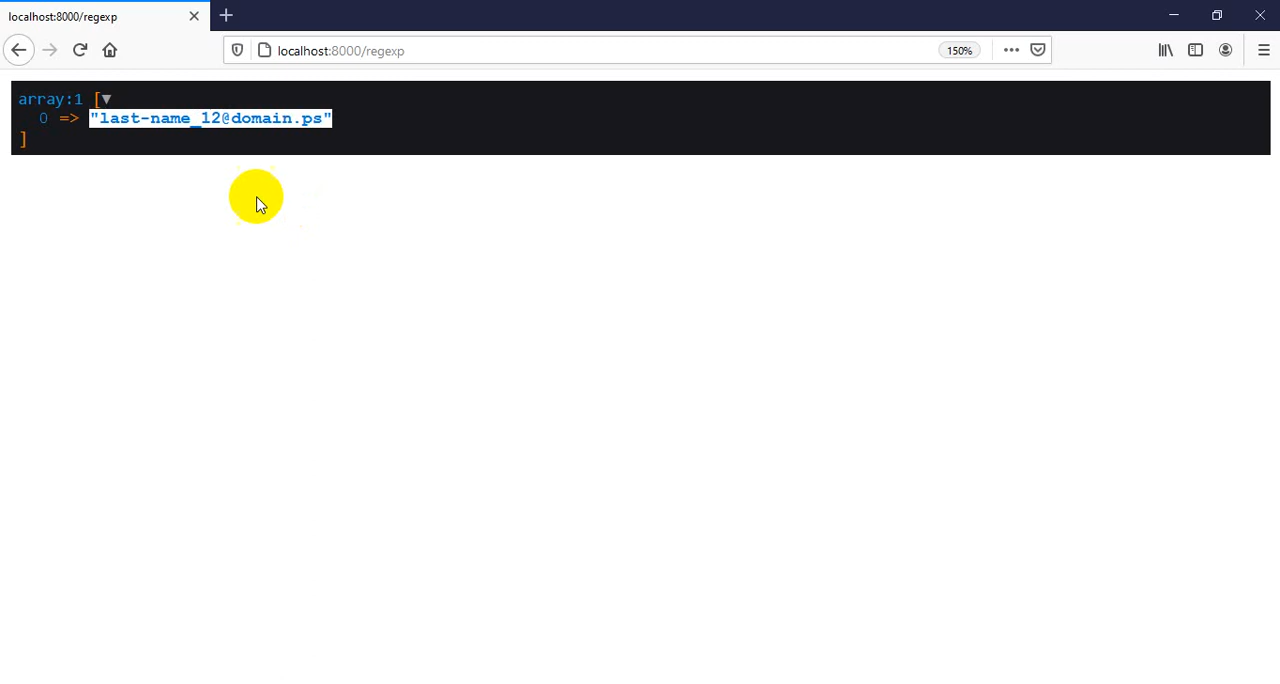 localhost:8000/regexp
localhost:8000/regexp
150%
array:1 [▼
0 => "last-name_12@domain.ps"
]